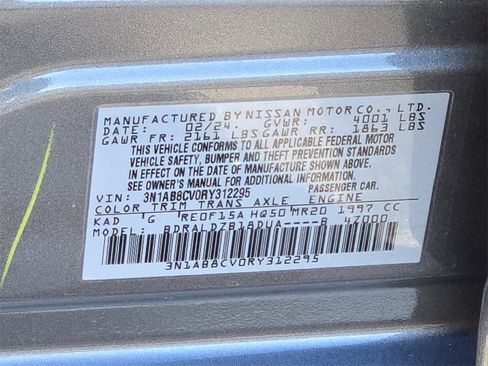 MANUFACTURED BY NISSAN MOTOR CO., LTD.
DATE: 02/24 GVWR: 4001 LBS
GAWR FR: 2161 LBS GAWR RR: 1863 LBS
THIS VEHICLE CONFORMS TO ALL APPLICABLE FEDERAL MOTOR
VEHICLE SAFETY, BUMPER AND THEFT PREVENTION STANDARDS
IN EFFECT ON THE DATE OF MANUFACTURE SHOWN ABOVE.
SEE OWNER'S MANUAL FOR ADDITIONAL INFORMATION.
VIN: 3N1AB8CV0RY312295 PASSENGER CAR.
COLOR TRIM TRANS AXLE ENGINE
KAD G RE0F15A HQ50 MR20 1997 CC
MODEL: BDRALDZB18DUA----B 47000
3N1AB8CV0RY312295